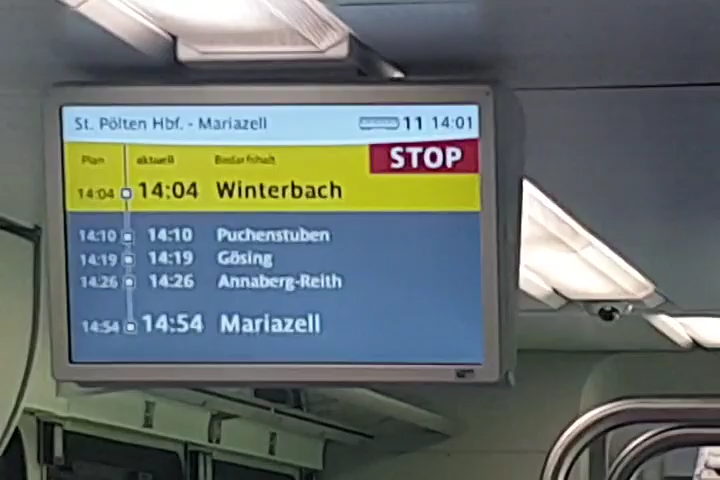 St. Pölten Hbf. - Mariazell 11 14:01
Plan aktuell Bedarfshalt STOP
14:04 14:04 Winterbach
14:10 14:10 Puchenstuben
14:19 14:19 Gösing
14:26 14:26 Annaberg-Reith
14:54 14:54 Mariazell